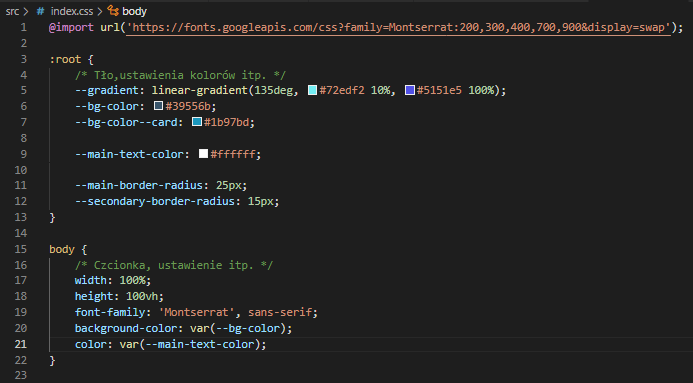 src > # index.css > body
1 @import url('https://fonts.googleapis.com/css?family=Montserrat:200,300,400,700,900&display=swap');
2
3 :root {
4 /* Tło,ustawienia kolorów itp. */
5 --gradient: linear-gradient(135deg, #72edf2 10%, #5151e5 100%);
6 --bg-color: #39556b;
7 --bg-color--card: #1b97bd;
8
9 --main-text-color: #ffffff;
10
11 --main-border-radius: 25px;
12 --secondary-border-radius: 15px;
13 }
14
15 body {
16 /* Czcionka, ustawienie itp. */
17 width: 100%;
18 height: 100vh;
19 font-family: 'Montserrat', sans-serif;
20 background-color: var(--bg-color);
21 color: var(--main-text-color);
22 }
23